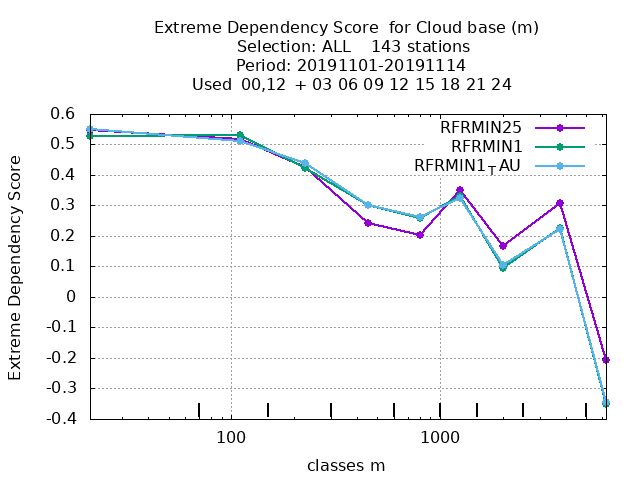 Extreme Dependency Score  for Cloud base (m)
Selection: ALL    143 stations
Period: 20191101-20191114
Used  00,12  + 03 06 09 12 15 18 21 24
RFRMIN25
RFRMIN1
RFRMIN1TAU
Extreme Dependency Score
0.6
0.5
0.4
0.3
0.2
0.1
0
-0.1
-0.2
-0.3
-0.4
100 1000
classes m